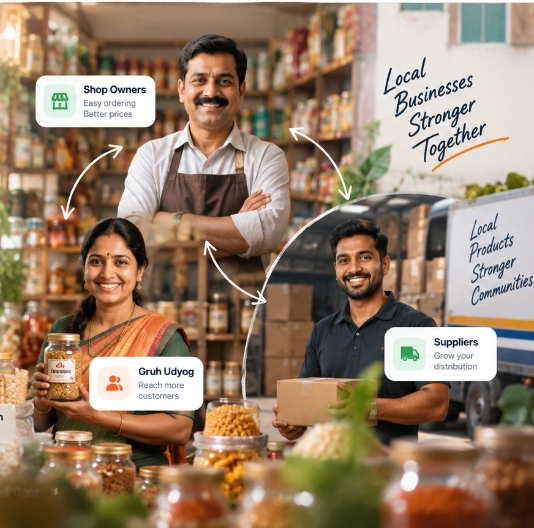 Shop Owners
Easy ordering
Better prices
Local
Businesses
Stronger
Together
Local
Products
Stronger
Communities
Suppliers
Grow your
distribution
Gruh Udyog
Reach more
customers